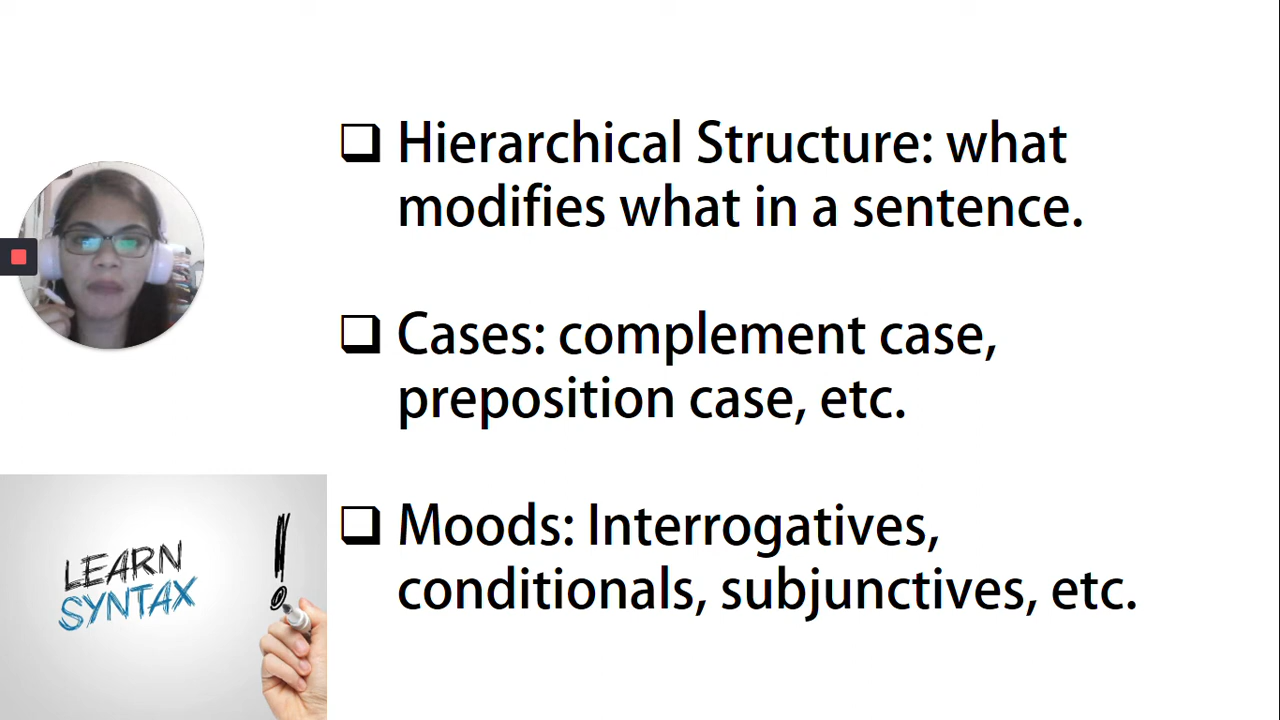 Hierarchical Structure: what
modifies what in a sentence.
Cases: complement case,
preposition case, etc.
Moods: Interrogatives,
conditionals, subjunctives, etc.
LEARN
SYNTAX
!